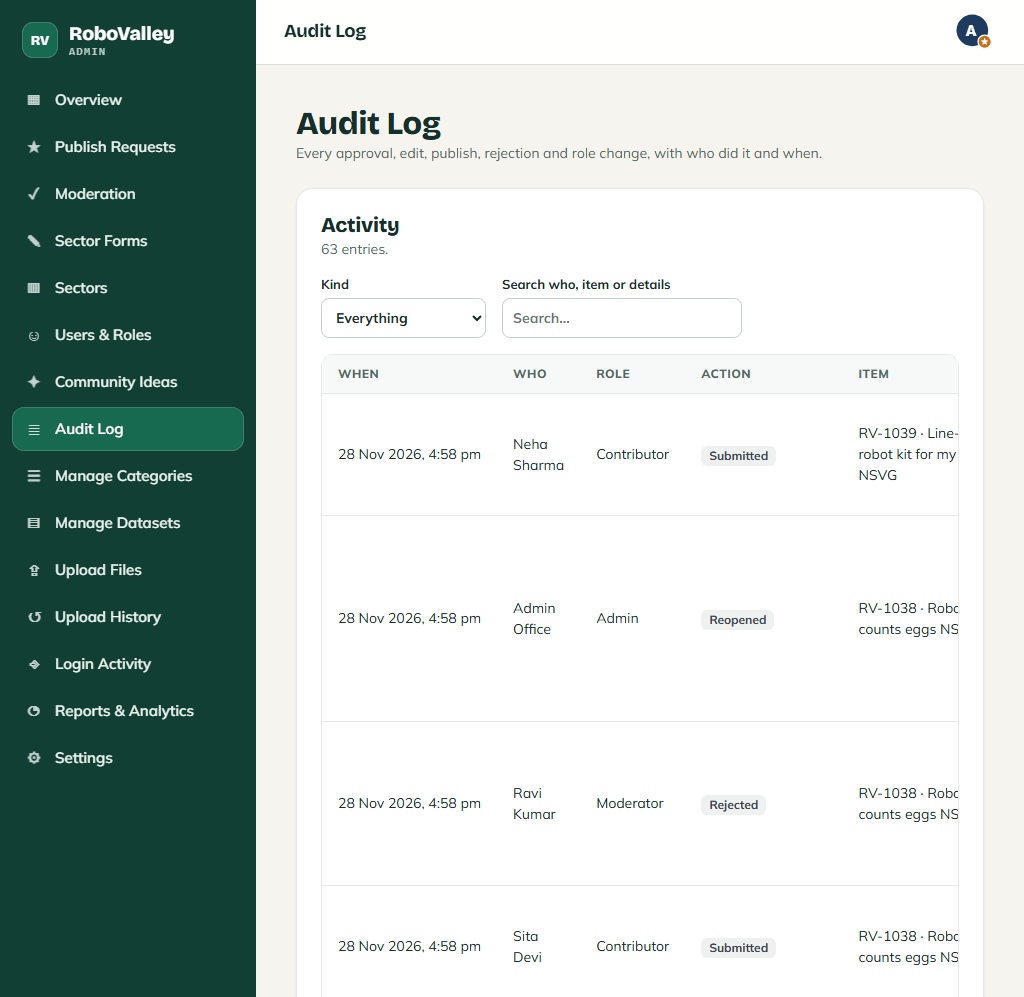 RV
RoboValley
ADMIN
Overview
Publish Requests
Moderation
Sector Forms
Sectors
Users & Roles
Community Ideas
Audit Log
Manage Categories
Manage Datasets
Upload Files
Upload History
Login Activity
Reports & Analytics
Settings
Audit Log
A
Audit Log
Every approval, edit, publish, rejection and role change, with who did it and when.
Activity
63 entries.
Kind
Search who, item or details
Everything
Search...
WHEN WHO ROLE ACTION ITEM
28 Nov 2026, 4:58 pm
Neha
Sharma
Contributor
Submitted
RV-1039 · Line-
robot kit for my
NSVG
28 Nov 2026, 4:58 pm
Admin
Office
Admin
Reopened
RV-1038 · Robo
counts eggs NS
28 Nov 2026, 4:58 pm
Ravi
Kumar
Moderator
Rejected
RV-1038 · Robo
counts eggs NS
28 Nov 2026, 4:58 pm
Sita
Devi
Contributor
Submitted
RV-1038 · Robo
counts eggs NS